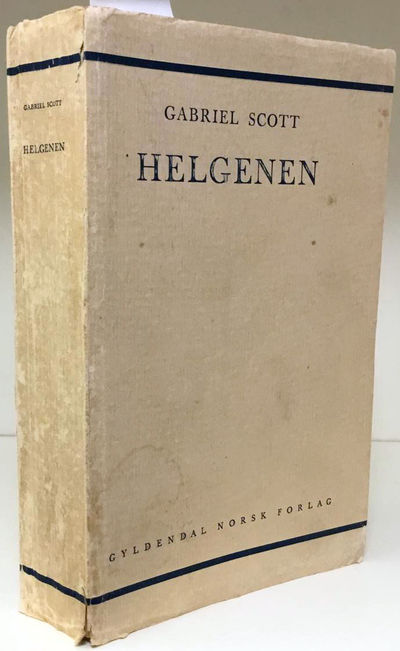 GABRIEL SCOTT
HELGENEN
GABRIEL SCOTT
HELGENEN
GYLDENDAL NORSK FORLAG